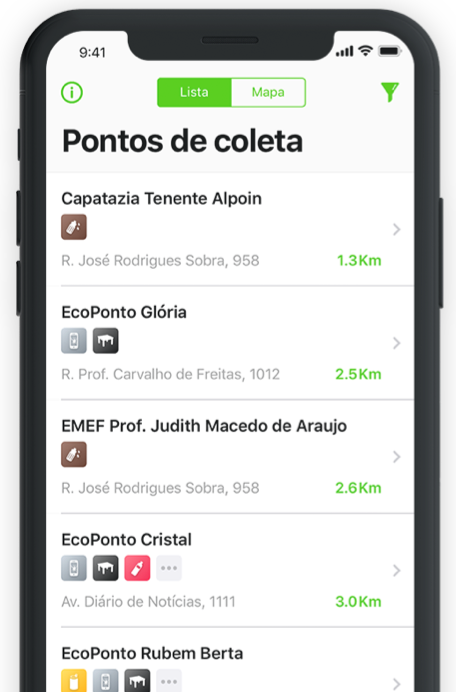 9:41
Lista Mapa
Pontos de coleta
Capatazia Tenente Alpoin
R. José Rodrigues Sobra, 958 1.3Km
EcoPonto Glória
R. Prof. Carvalho de Freitas, 1012 2.5Km
EMEF Prof. Judith Macedo de Araujo
R. José Rodrigues Sobra, 958 2.6Km
EcoPonto Cristal
Av. Diário de Notícias, 1111 3.0Km
EcoPonto Rubem Berta